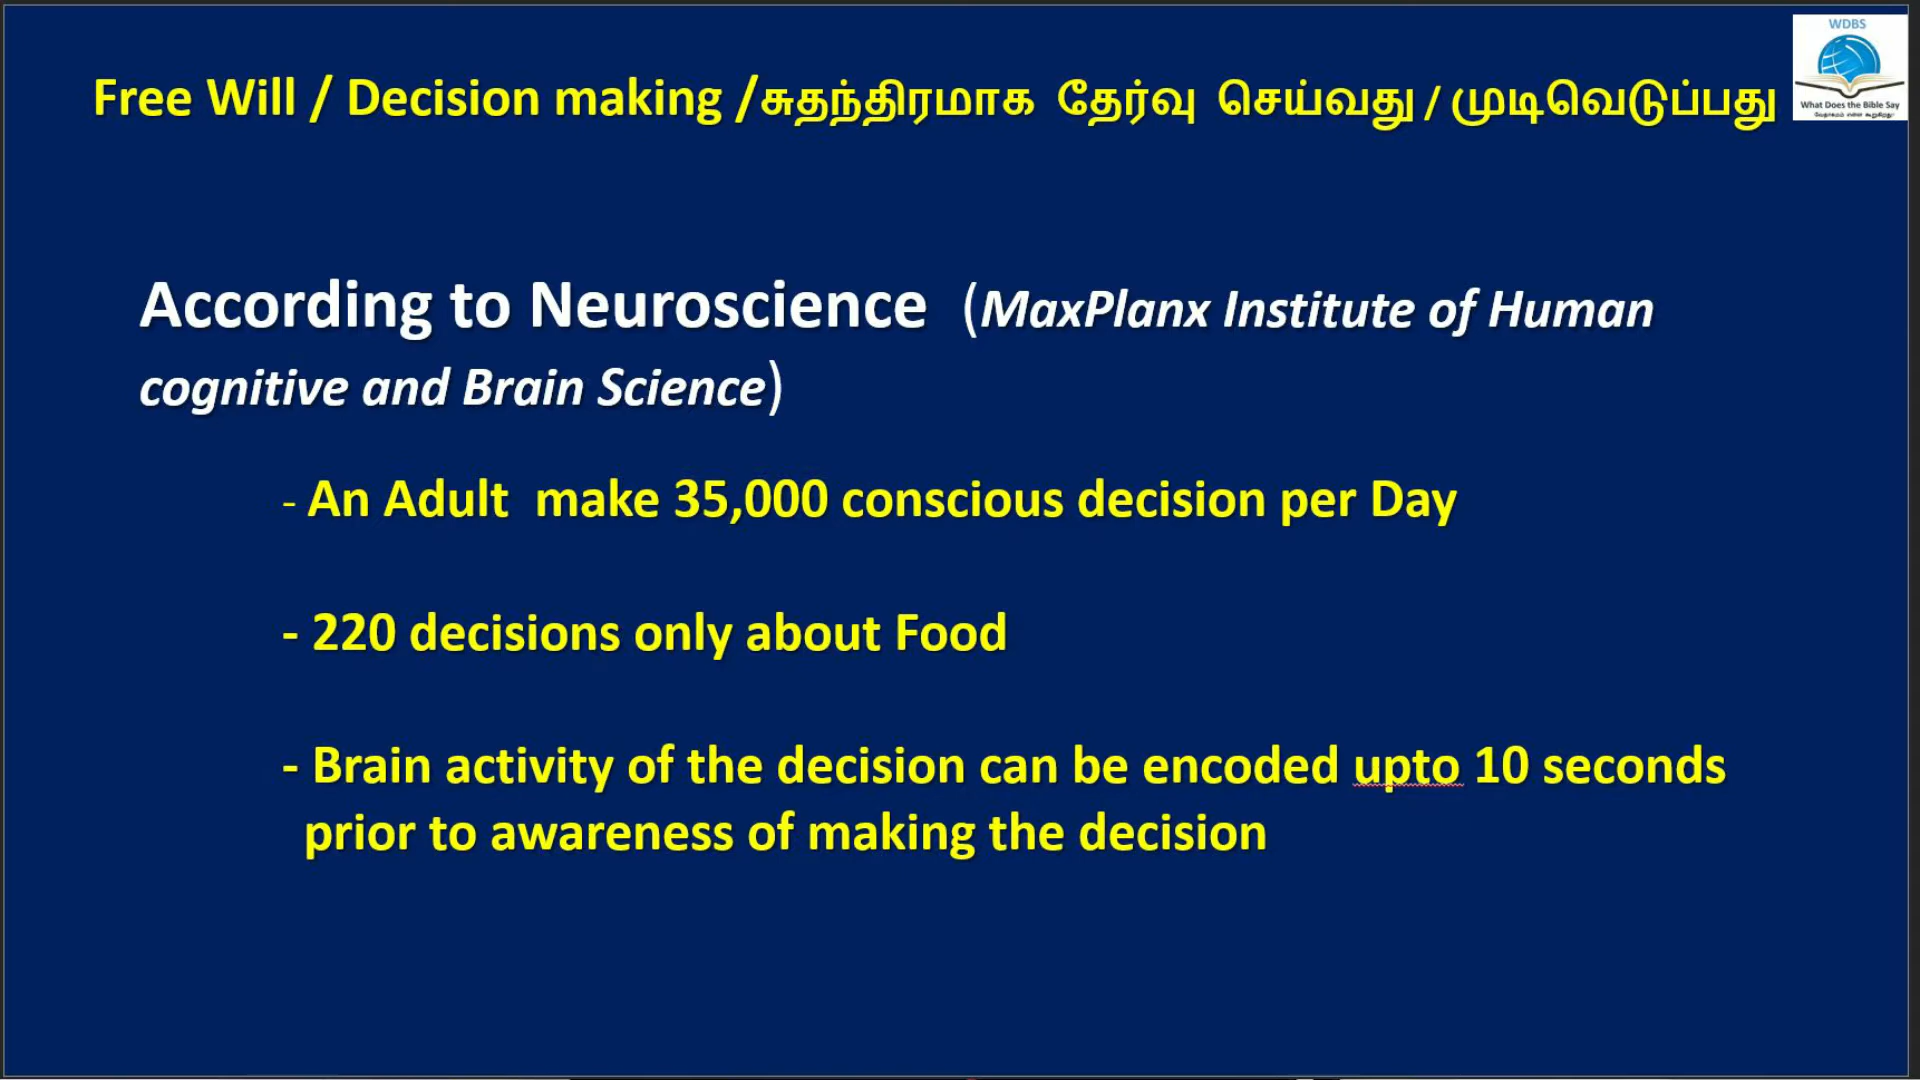 WDBS
Free Will / Decision making /சுதந்திரமாக தேர்வு செய்வது / முடிவெடுப்பது
What Does the Bible Say
According to Neuroscience (MaxPlanx Institute of Human
cognitive and Brain Science)
- An Adult make 35,000 conscious decision per Day
- 220 decisions only about Food
- Brain activity of the decision can be encoded upto 10 seconds
prior to awareness of making the decision